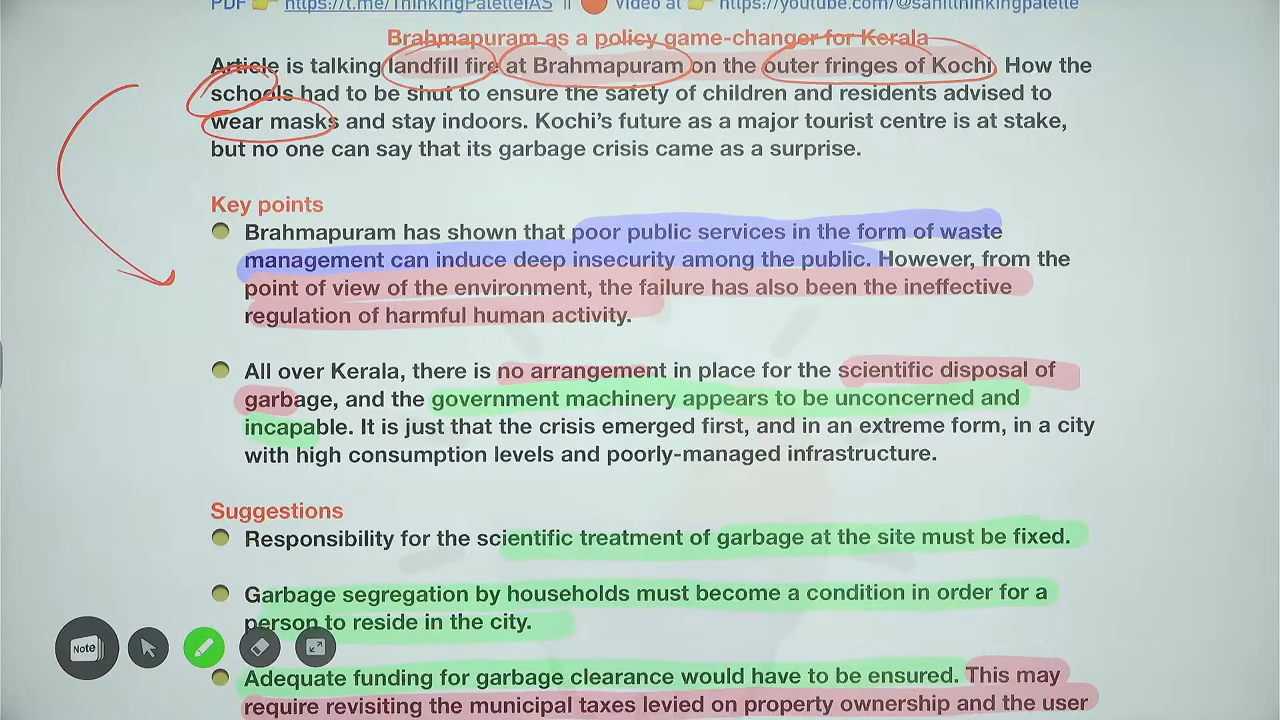 PDF 👉 https://t.me/ThinkingPaletteIAS || 🔴 Video at 👉 https://youtube.com/@sahilthinkingpalette
Brahmapuram as a policy game-changer for Kerala
Article is talking landfill fire at Brahmapuram on the outer fringes of Kochi. How the
schools had to be shut to ensure the safety of children and residents advised to
wear masks and stay indoors. Kochi's future as a major tourist centre is at stake,
but no one can say that its garbage crisis came as a surprise.
Key points
Brahmapuram has shown that poor public services in the form of waste
management can induce deep insecurity among the public. However, from the
point of view of the environment, the failure has also been the ineffective
regulation of harmful human activity.
All over Kerala, there is no arrangement in place for the scientific disposal of
garbage, and the government machinery appears to be unconcerned and
incapable. It is just that the crisis emerged first, and in an extreme form, in a city
with high consumption levels and poorly-managed infrastructure.
Suggestions
Responsibility for the scientific treatment of garbage at the site must be fixed.
Garbage segregation by households must become a condition in order for a
person to reside in the city.
Note
Adequate funding for garbage clearance would have to be ensured. This may
require revisiting the municipal taxes levied on property ownership and the user